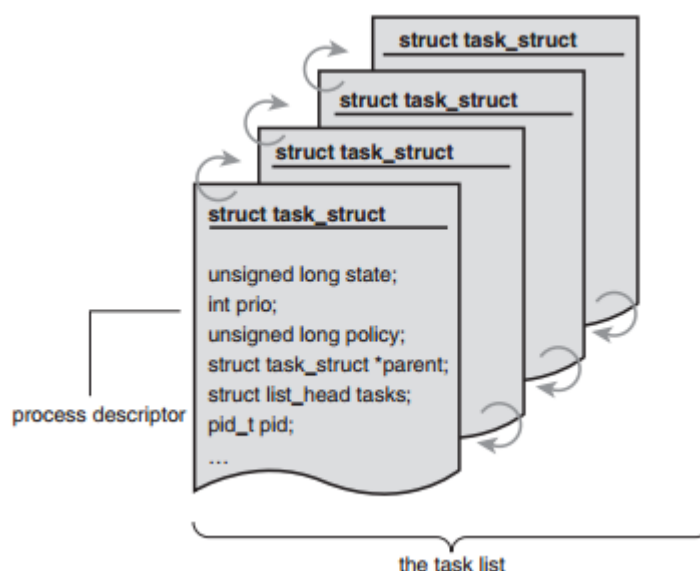 struct task_struct
struct task_struct
struct task_struct
struct task_struct
unsigned long state;
int prio;
unsigned long policy;
struct task_struct *parent;
struct list_head tasks;
pid_t pid;
...
process descriptor
the task list